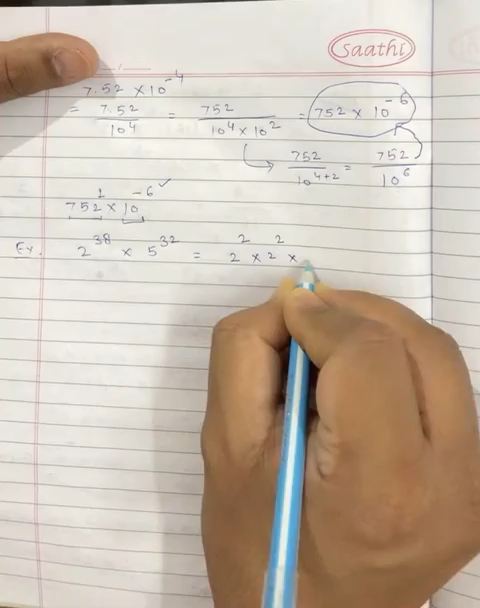 Saathi
7.52 × 10⁻⁴
= 7.52/10⁴ = 752/(10⁴ × 10²) = 752 × 10⁻⁶
→ 752/10⁴⁺² = 752/10⁶
752¹ × 10⁻⁶ ✓
Ex. 2³⁸ × 5³² = 2² × 2² ×